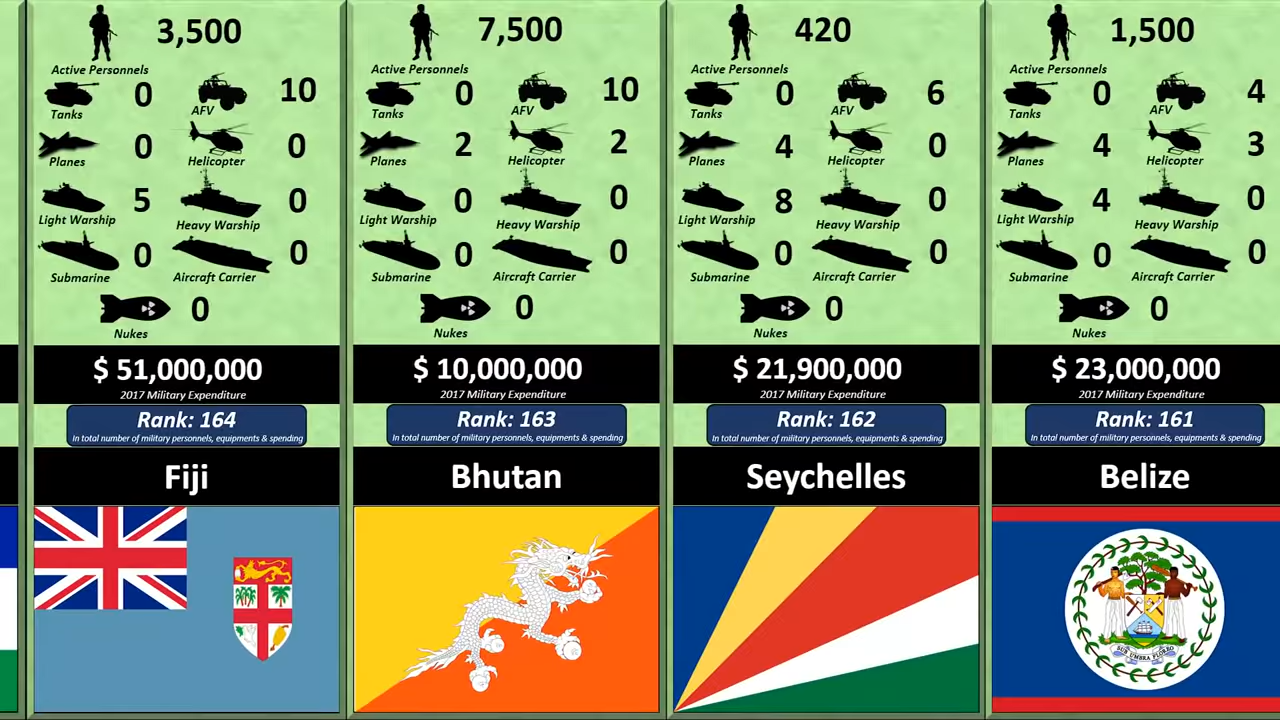 3,500
Active Personnels
0
10
Tanks
AFV
0
0
Planes
Helicopter
5
0
Light Warship
Heavy Warship
0
0
Submarine
Aircraft Carrier
0
Nukes
$ 51,000,000
2017 Military Expenditure
Rank: 164
In total number of military personnels, equipments & spending
Fiji
7,500
Active Personnels
0
10
Tanks
AFV
2
2
Planes
Helicopter
0
0
Light Warship
Heavy Warship
0
0
Submarine
Aircraft Carrier
0
Nukes
$ 10,000,000
2017 Military Expenditure
Rank: 163
In total number of military personnels, equipments & spending
Bhutan
420
Active Personnels
0
6
Tanks
AFV
4
0
Planes
Helicopter
8
0
Light Warship
Heavy Warship
0
0
Submarine
Aircraft Carrier
0
Nukes
$ 21,900,000
2017 Military Expenditure
Rank: 162
In total number of military personnels, equipments & spending
Seychelles
1,500
Active Personnels
0
4
Tanks
AFV
4
3
Planes
Helicopter
4
0
Light Warship
Heavy Warship
0
0
Submarine
Aircraft Carrier
0
Nukes
$ 23,000,000
2017 Military Expenditure
Rank: 161
In total number of military personnels, equipments & spending
Belize
SUB UMBRA FLOREO